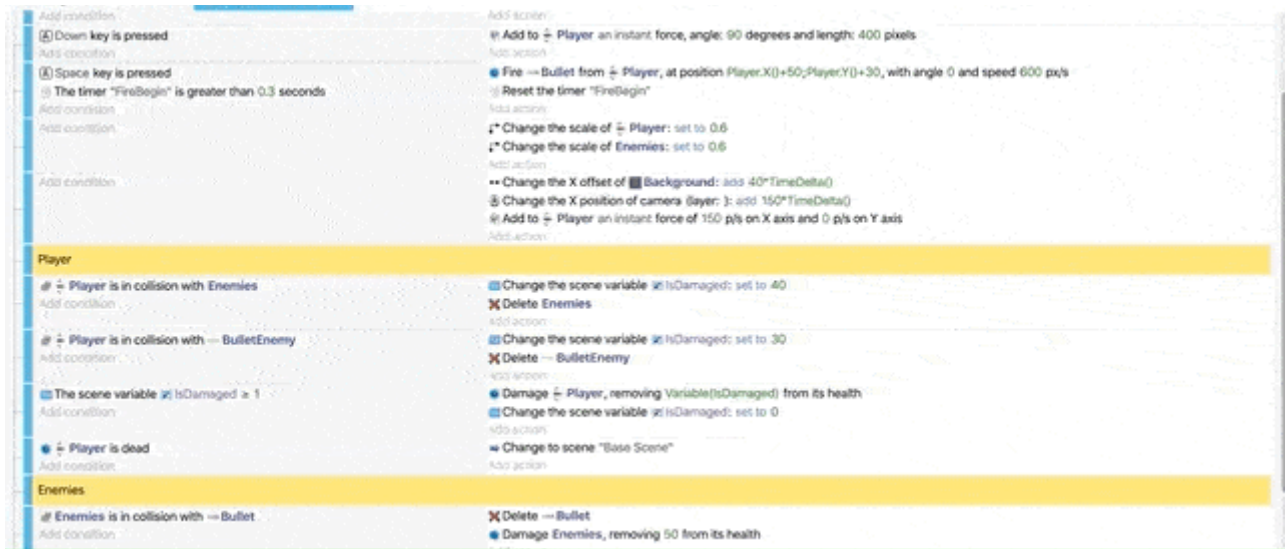 Add condition
Add action
Down key is pressed
Add to Player an instant force, angle: 90 degrees and length: 400 pixels
Add condition
Add action
Space key is pressed
Fire Bullet from Player, at position Player.X()+50;Player.Y()+30, with angle 0 and speed 600 px/s
The timer "FireBegin" is greater than 0.3 seconds
Reset the timer "FireBegin"
Add condition
Add action
Add condition
Change the scale of Player: set to 0.6
Change the scale of Enemies: set to 0.6
Add action
Add condition
Change the X offset of Background: add 40*TimeDelta()
Change the X position of camera (layer: ): add 150*TimeDelta()
Add to Player an instant force of 150 p/s on X axis and 0 p/s on Y axis
Add action
Player
Player is in collision with Enemies
Change the scene variable IsDamaged: set to 40
Add condition
Delete Enemies
Add action
Player is in collision with BulletEnemy
Change the scene variable IsDamaged: set to 30
Add condition
Delete BulletEnemy
Add action
The scene variable IsDamaged ≥ 1
Damage Player, removing Variable(IsDamaged) from its health
Add condition
Change the scene variable IsDamaged: set to 0
Add action
Player is dead
Change to scene "Base Scene"
Add condition
Add action
Enemies
Enemies is in collision with Bullet
Delete Bullet
Add condition
Damage Enemies, removing 50 from its health